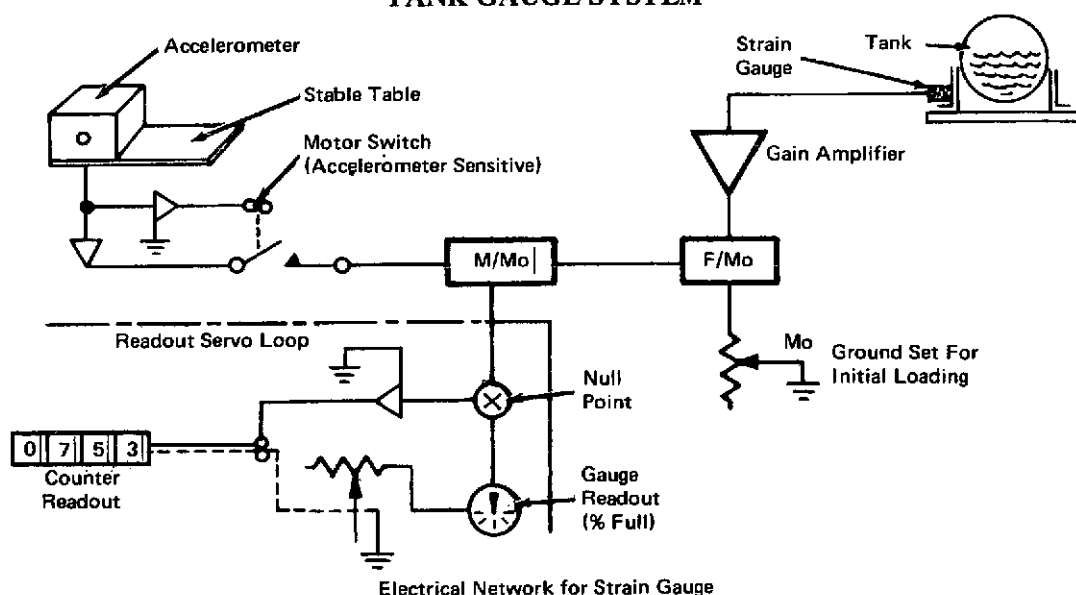 TANK GAUGE SYSTEM
Accelerometer
Stable Table
Motor Switch
(Accelerometer Sensitive)
Strain
Gauge
Tank
Gain Amplifier
M/Mo
F/Mo
Readout Servo Loop
Mo
Ground Set For
Initial Loading
Null
Point
0 7 5 3
Counter
Readout
Gauge
Readout
(% Full)
Electrical Network for Strain Gauge